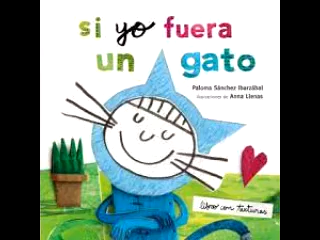 si yo fuera
un gato
Paloma Sánchez Ibarzábal
Ilustraciones de Anna Llenas
libro con texturas